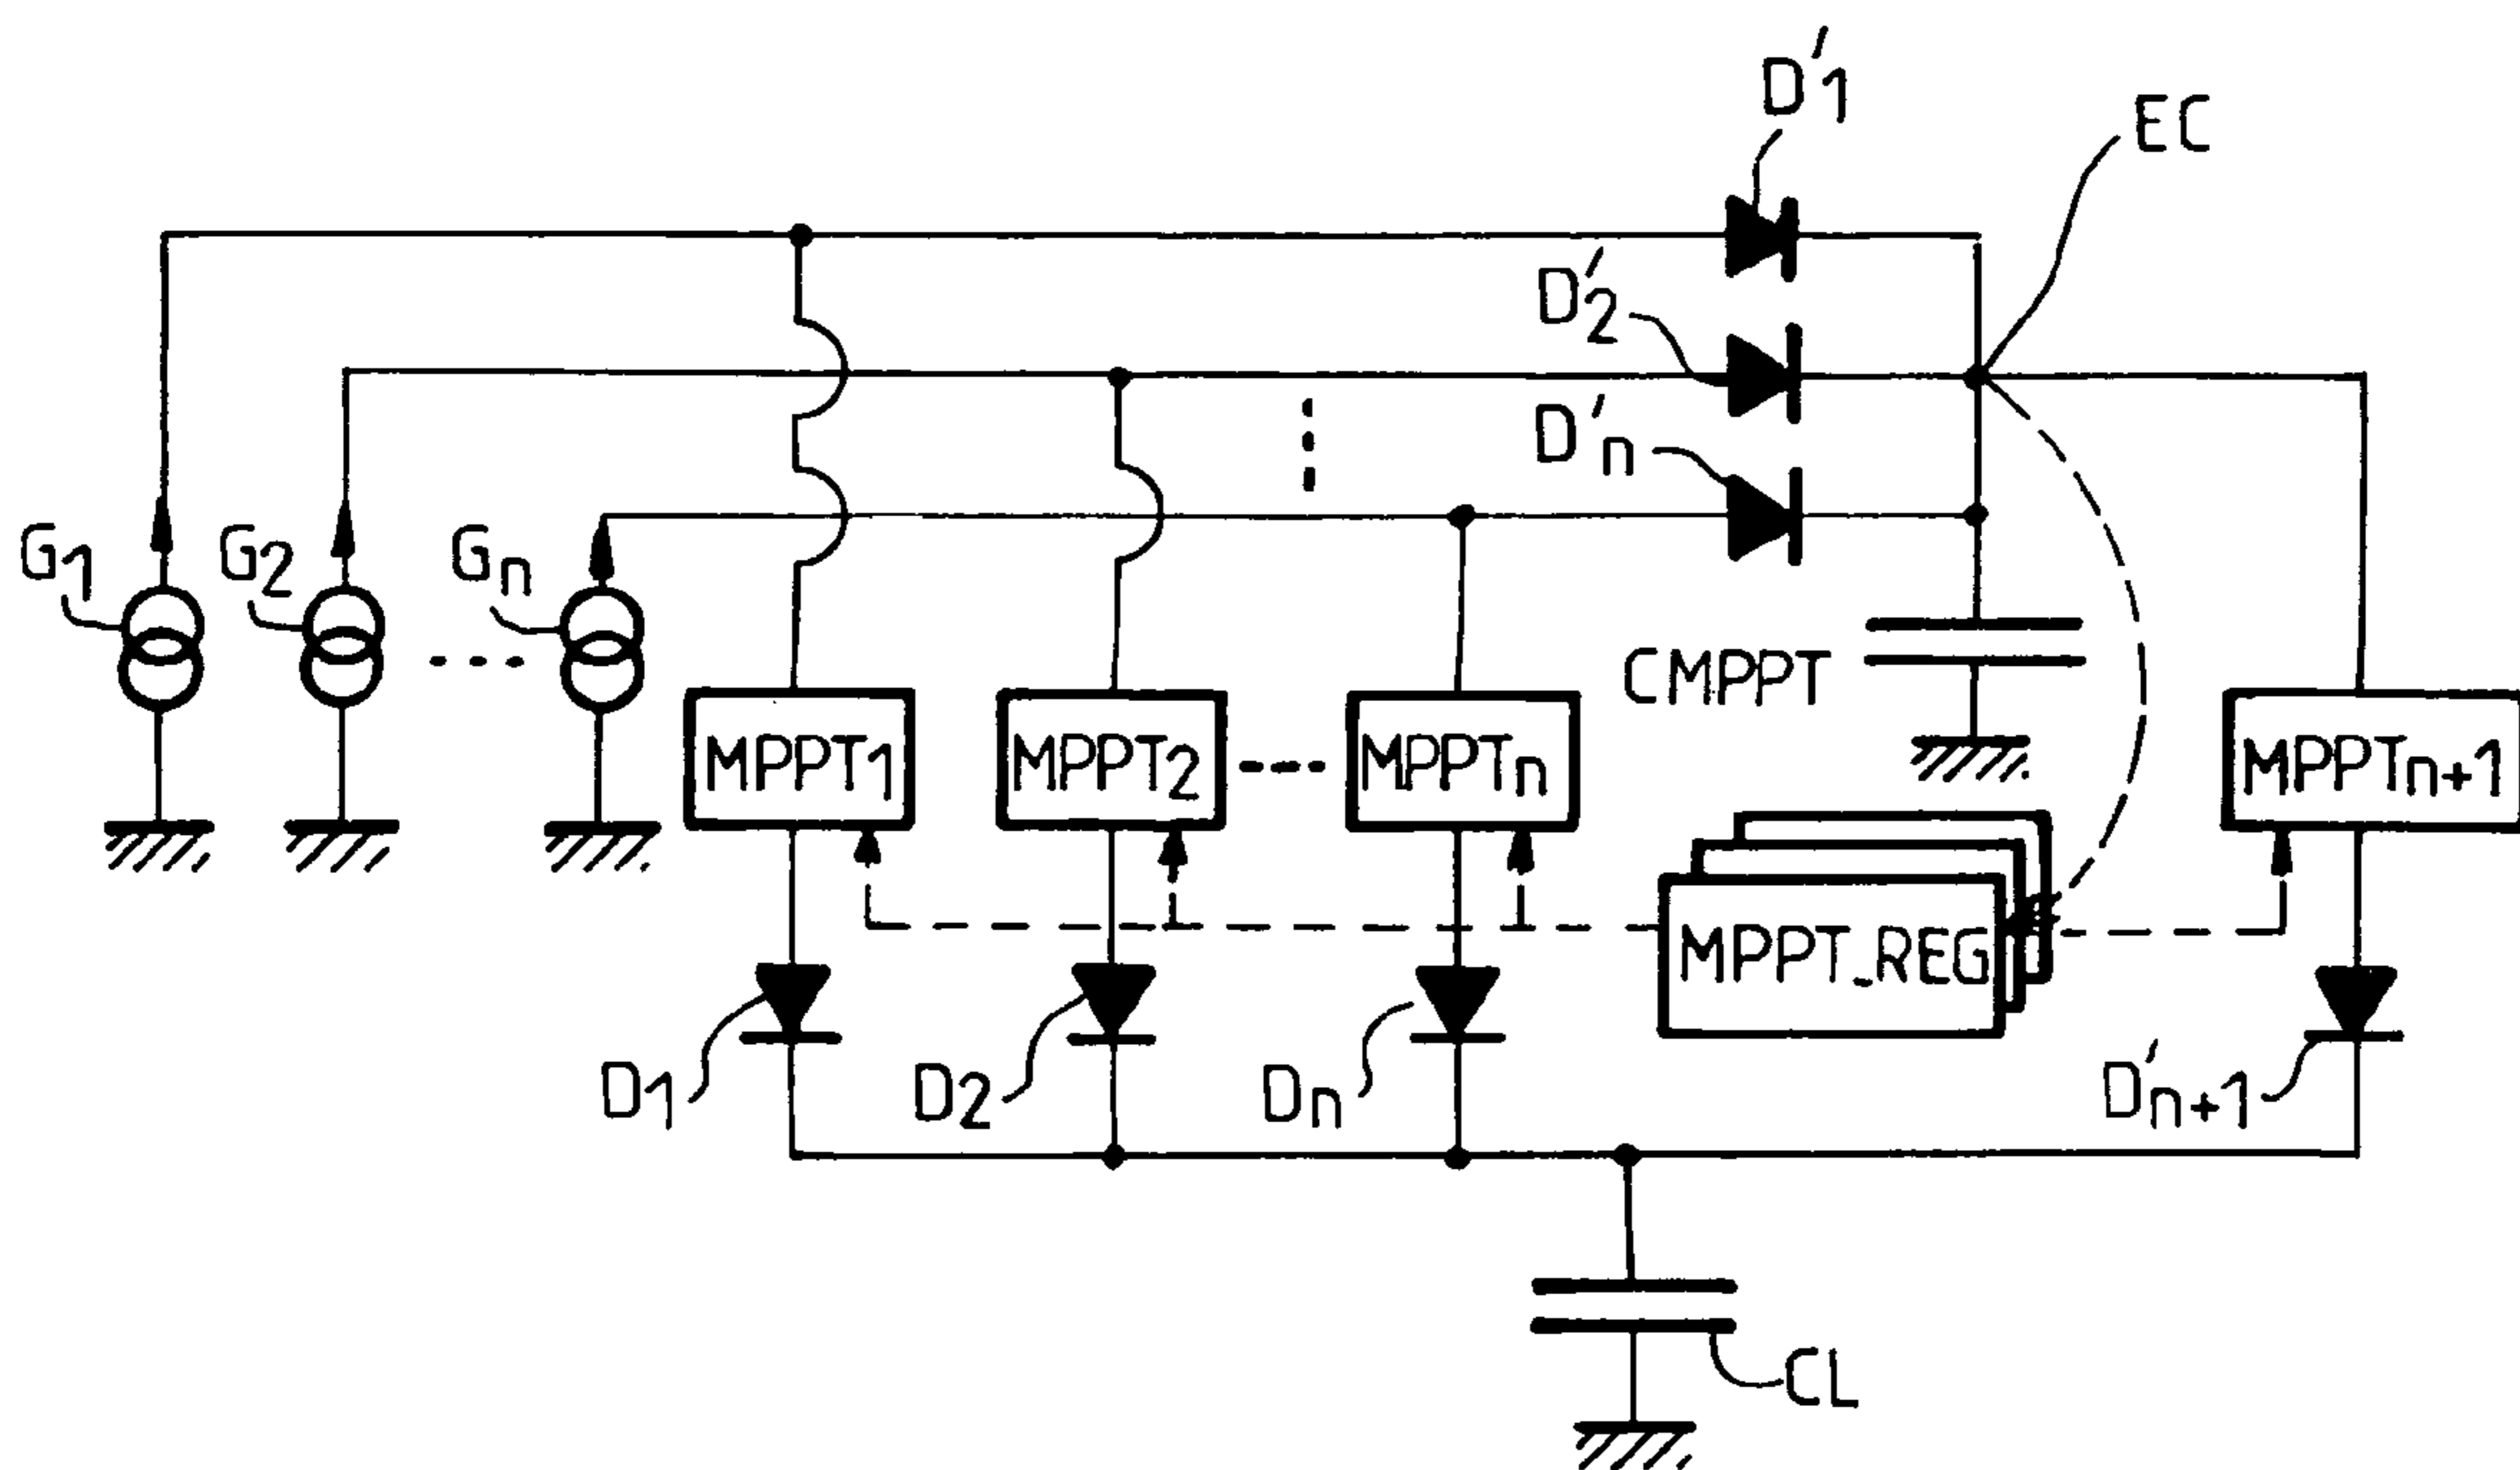 D'1
EC
D'2
D'n
G1
G2
Gn
CMPPT
MPPT1
MPPT2
MPPTn
MPPTn+1
MPPT_REG
D1
D2
Dn
D'n+1
CL